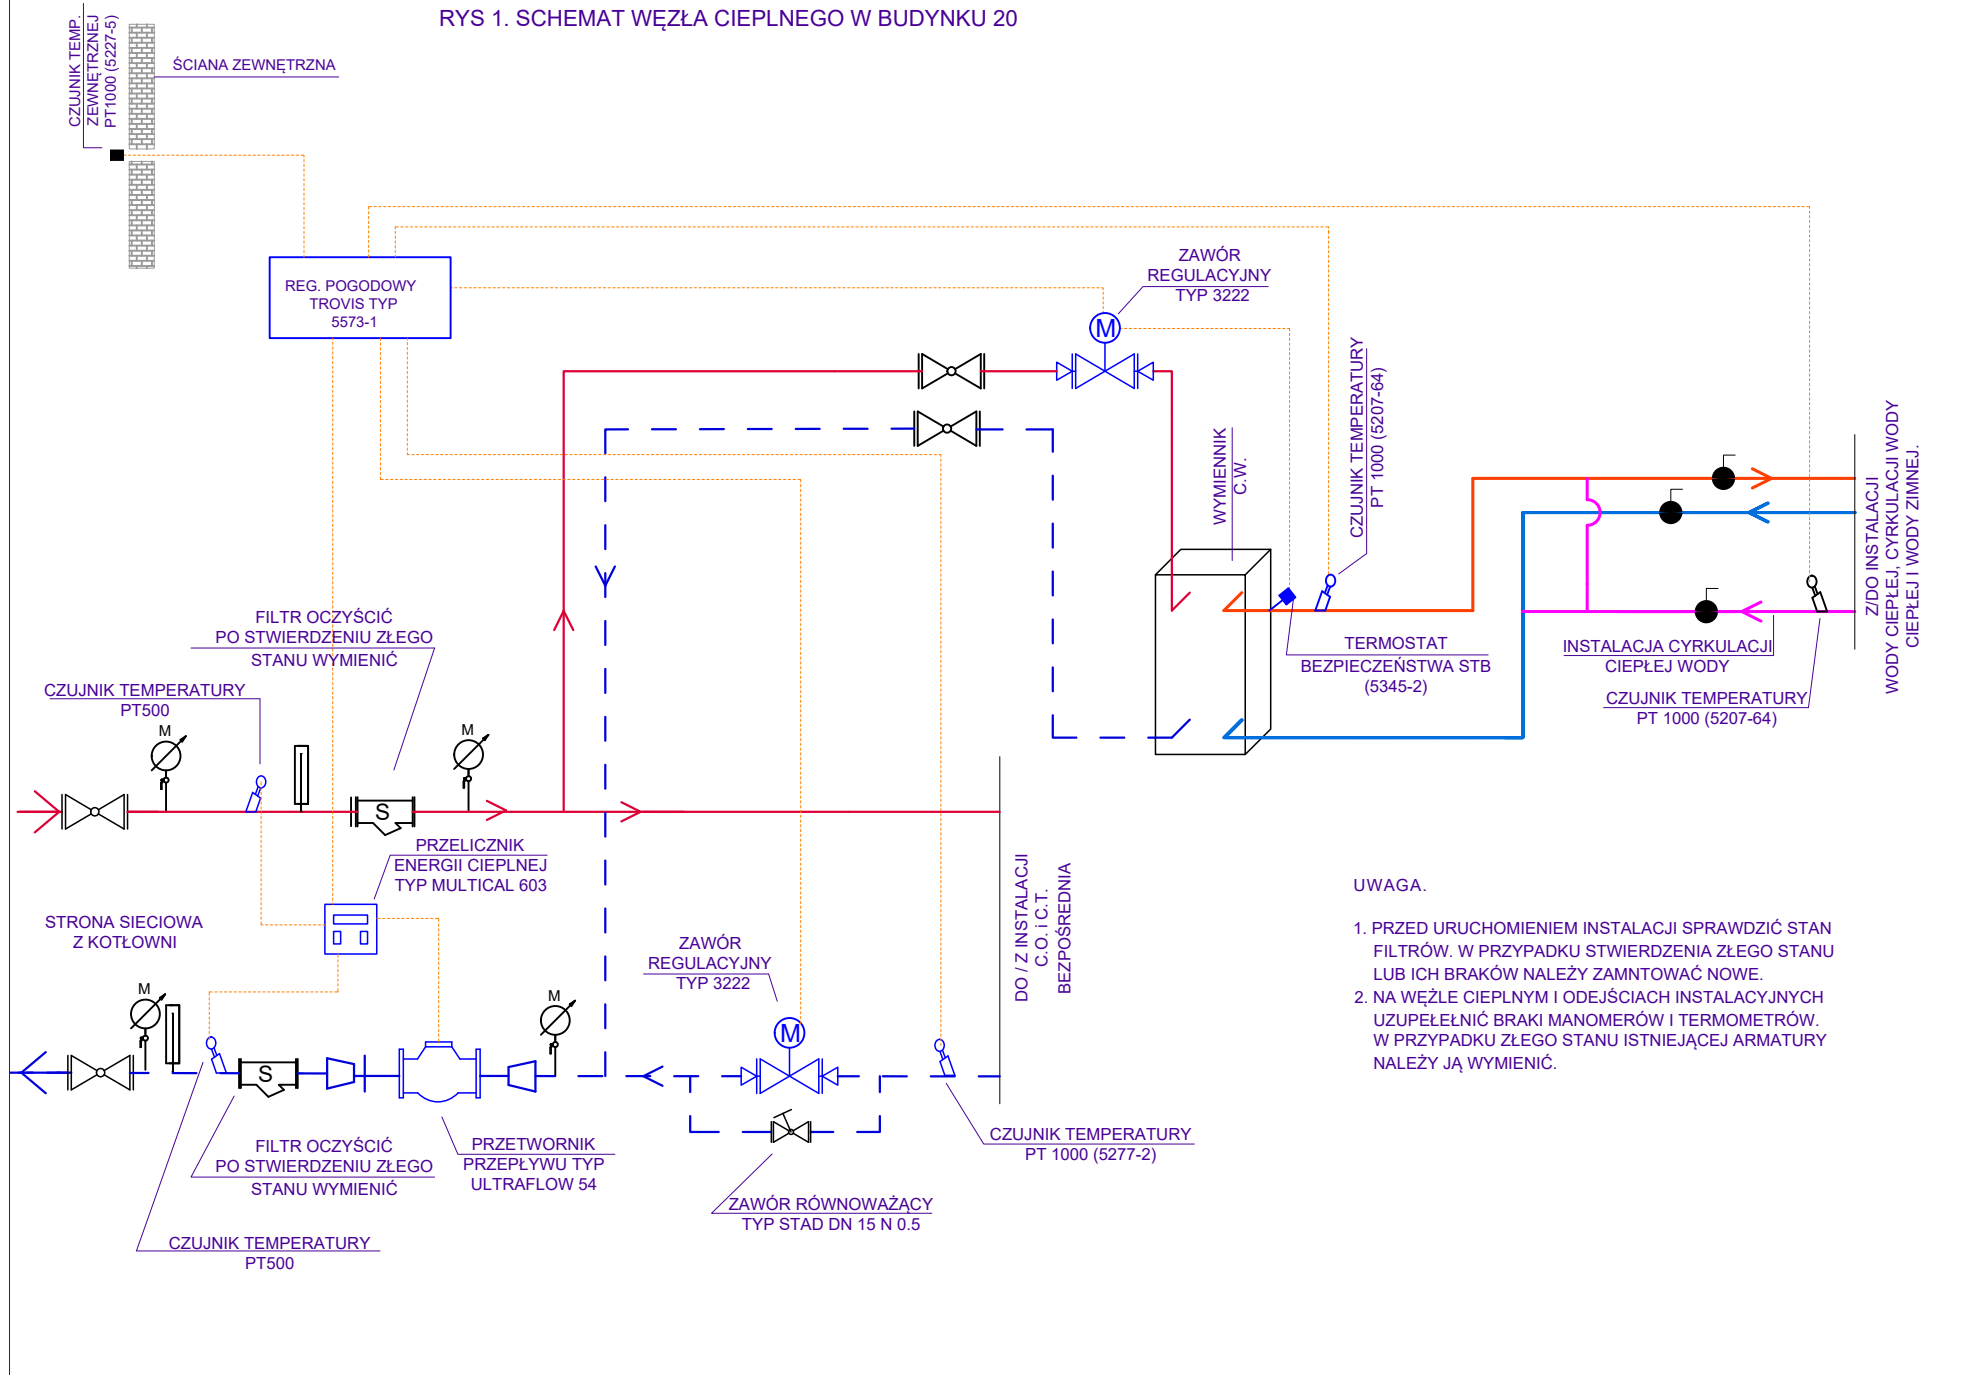 RYS 1. SCHEMAT WĘZŁA CIEPLNEGO W BUDYNKU 20
CZUJNIK TEMP.
ZEWNĘTRZNEJ
PT1000 (5227-5)
ŚCIANA ZEWNĘTRZNA
REG. POGODOWY
TROVIS TYP
5573-1
ZAWÓR
REGULACYJNY
TYP 3222
M
CZUJNIK TEMPERATURY
PT 1000 (5207-64)
WYMIENNIK
C.W.
Z/DO INSTALACJI
WODY CIEPŁEJ, CYRKULACJI WODY
CIEPŁEJ I WODY ZIMNEJ.
FILTR OCZYŚCIĆ
PO STWIERDZENIU ZŁEGO
STANU WYMIENIĆ
TERMOSTAT
BEZPIECZEŃSTWA STB
(5345-2)
INSTALACJA CYRKULACJI
CIEPŁEJ WODY
CZUJNIK TEMPERATURY
PT 1000 (5207-64)
CZUJNIK TEMPERATURY
PT500
M
M
S
PRZELICZNIK
ENERGII CIEPLNEJ
TYP MULTICAL 603
STRONA SIECIOWA
Z KOTŁOWNI
DO / Z INSTALACJI
C.O. i C.T.
BEZPOŚREDNIA
UWAGA.
1. PRZED URUCHOMIENIEM INSTALACJI SPRAWDZIĆ STAN
FILTRÓW. W PRZYPADKU STWIERDZENIA ZŁEGO STANU
LUB ICH BRAKÓW NALEŻY ZAMNTOWAĆ NOWE.
2. NA WĘŹLE CIEPLNYM I ODEJŚCIACH INSTALACYJNYCH
UZUPEŁEŁNIĆ BRAKI MANOMERÓW I TERMOMETRÓW.
W PRZYPADKU ZŁEGO STANU ISTNIEJĄCEJ ARMATURY
NALEŻY JĄ WYMIENIĆ.
ZAWÓR
REGULACYJNY
TYP 3222
M
M
M
S
FILTR OCZYŚCIĆ
PO STWIERDZENIU ZŁEGO
STANU WYMIENIĆ
PRZETWORNIK
PRZEPŁYWU TYP
ULTRAFLOW 54
CZUJNIK TEMPERATURY
PT 1000 (5277-2)
ZAWÓR RÓWNOWAŻĄCY
TYP STAD DN 15 N 0.5
CZUJNIK TEMPERATURY
PT500